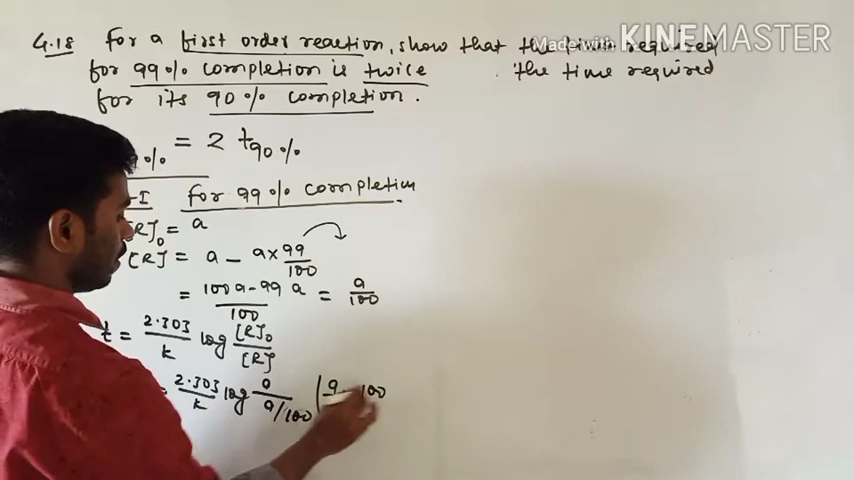 4.18 For a first order reaction, show that the time required
for 99% completion is twice the time required
for its 90% completion.
% = 2 t90%
-I For 99% completion
[R]0 = a
[R] = a - a × 99/100
= 100a - 99a / 100 = a/100
t = 2.303/k log [R]0/[R]
= 2.303/k log a / a/100 | a 100
Made with KINEMASTER